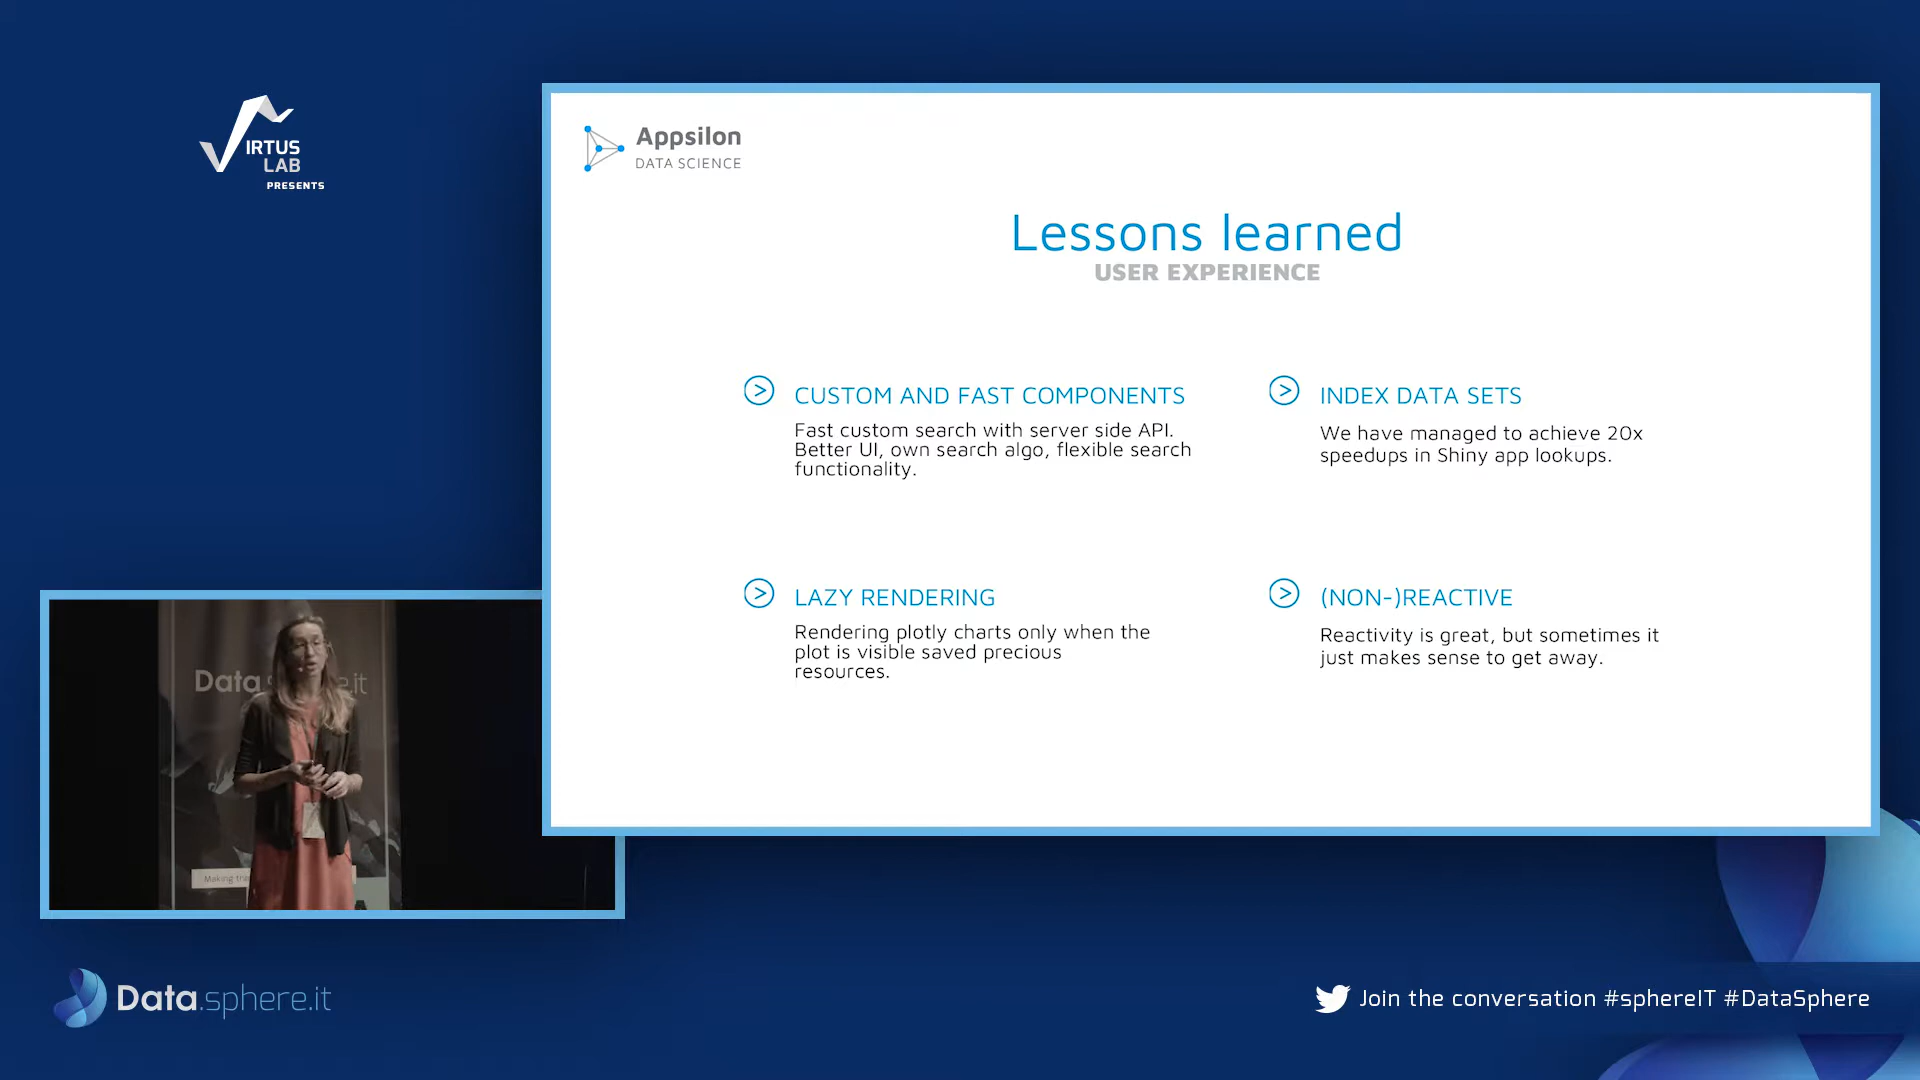 VIRTUS
LAB
PRESENTS
Appsilon
DATA SCIENCE
Lessons learned
USER EXPERIENCE
CUSTOM AND FAST COMPONENTS
Fast custom search with server side API.
Better UI, own search algo, flexible search
functionality.
INDEX DATA SETS
We have managed to achieve 20x
speedups in Shiny app lookups.
LAZY RENDERING
Rendering plotly charts only when the
plot is visible saved precious
resources.
(NON-)REACTIVE
Reactivity is great, but sometimes it
just makes sense to get away.
Data e.it
Making
Data.sphere.it
Join the conversation #sphereIT #DataSphere